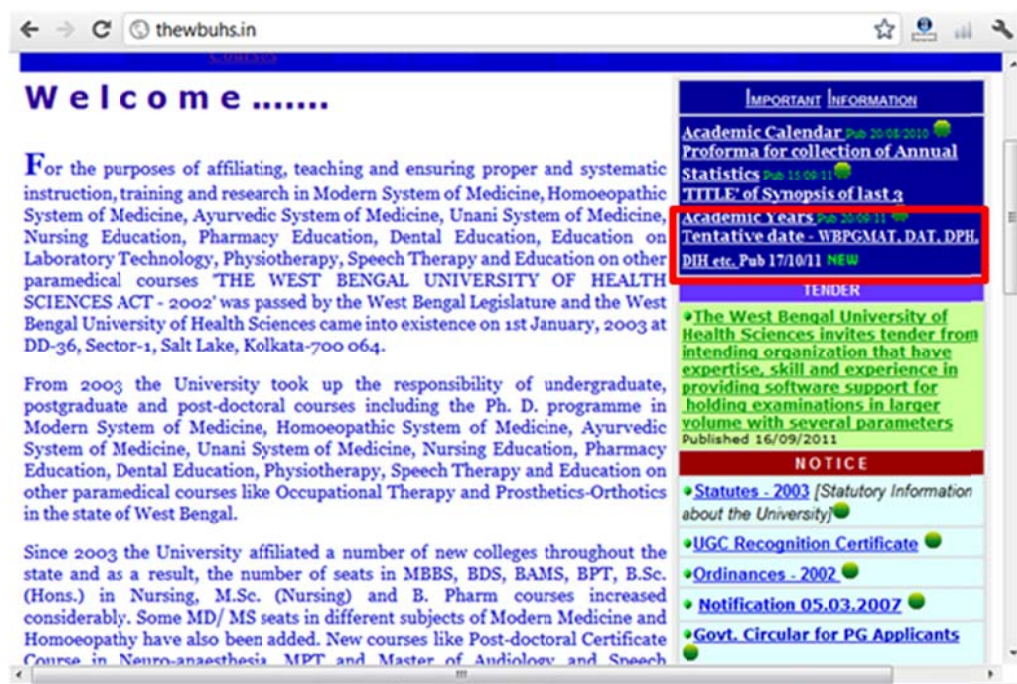 thewbuhs.in
Courses
Welcome.......
For the purposes of affiliating, teaching and ensuring proper and systematic
instruction, training and research in Modern System of Medicine, Homoeopathic
System of Medicine, Ayurvedic System of Medicine, Unani System of Medicine,
Nursing Education, Pharmacy Education, Dental Education, Education on
Laboratory Technology, Physiotherapy, Speech Therapy and Education on other
paramedical courses 'THE WEST BENGAL UNIVERSITY OF HEALTH
SCIENCES ACT - 2002' was passed by the West Bengal Legislature and the West
Bengal University of Health Sciences came into existence on 1st January, 2003 at
DD-36, Sector-1, Salt Lake, Kolkata-700 064.
From 2003 the University took up the responsibility of undergraduate,
postgraduate and post-doctoral courses including the Ph. D. programme in
Modern System of Medicine, Homoeopathic System of Medicine, Ayurvedic
System of Medicine, Unani System of Medicine, Nursing Education, Pharmacy
Education, Dental Education, Physiotherapy, Speech Therapy and Education on
other paramedical courses like Occupational Therapy and Prosthetics-Orthotics
in the state of West Bengal.
Since 2003 the University affiliated a number of new colleges throughout the
state and as a result, the number of seats in MBBS, BDS, BAMS, BPT, B.Sc.
(Hons.) in Nursing, M.Sc. (Nursing) and B. Pharm courses increased
considerably. Some MD/ MS seats in different subjects of Modern Medicine and
Homoeopathy have also been added. New courses like Post-doctoral Certificate
Course in Neuro-anaesthesia, MPT and Master of Audiology and Speech
IMPORTANT INFORMATION
Academic Calendar Pub 20/08/2010
Proforma for collection of Annual
Statistics Pub 15/09/11
'TITLE' of Synopsis of last 3
Academic Years Pub 20/09/11
Tentative date - WBPGMAT, DAT, DPH,
DIH etc. Pub 17/10/11 NEW
TENDER
The West Bengal University of
Health Sciences invites tender from
intending organization that have
expertise, skill and experience in
providing software support for
holding examinations in larger
volume with several parameters
Published 16/09/2011
NOTICE
Statutes - 2003 [Statutory Information
about the University]
UGC Recognition Certificate
Ordinances - 2002
Notification 05.03.2007
Govt. Circular for PG Applicants